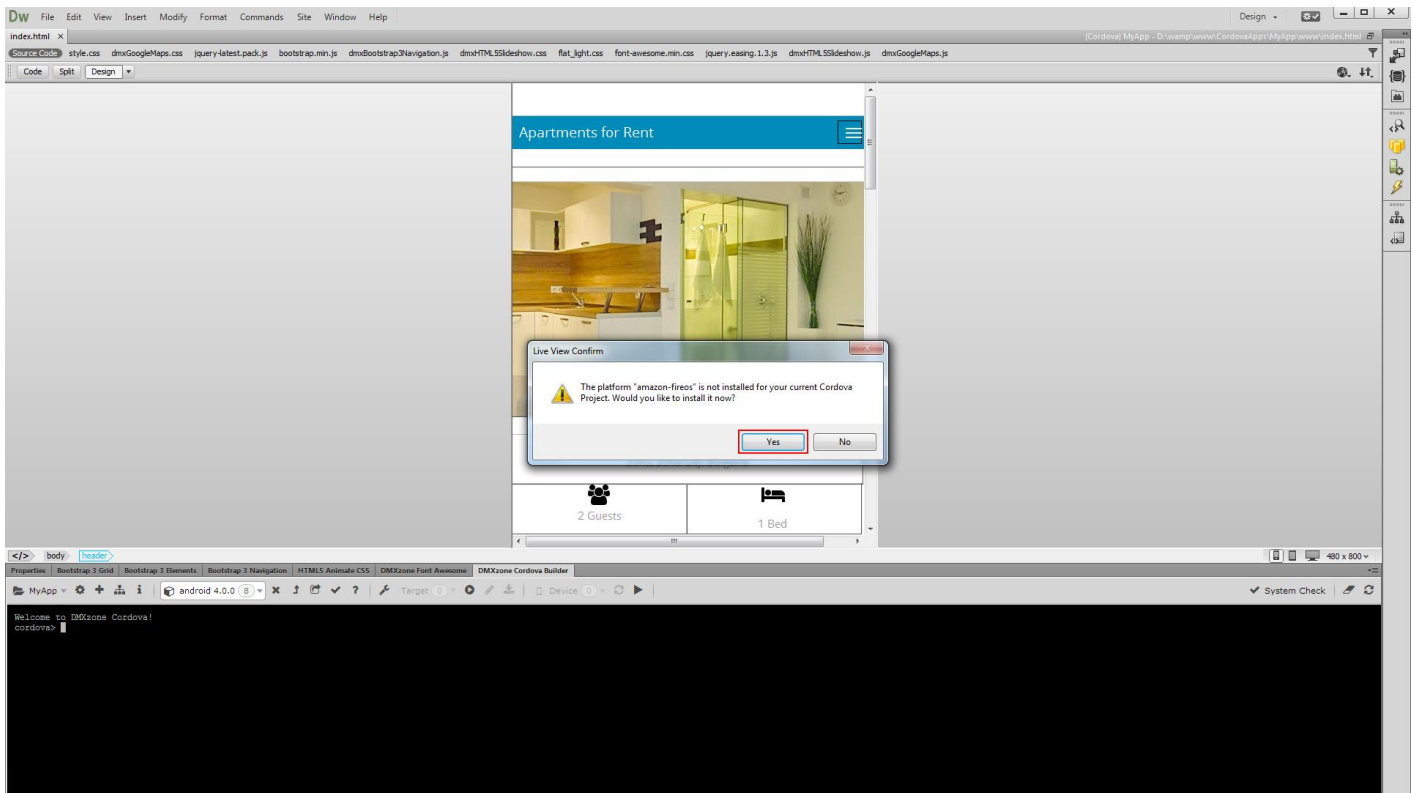 Dw File Edit View Insert Modify Format Commands Site Window Help Design
index.html ×
(Cordova) MyApp - D:\wamp\www\CordovaApps\MyApp\www\index.html
Source Code style.css dmxGoogleMaps.css jquery-latest.pack.js bootstrap.min.js dmxBootstrap3Navigation.js dmxHTML5Slideshow.css flat_light.css font-awesome.min.css jquery.easing.1.3.js dmxHTML5Slideshow.js dmxGoogleMaps.js
Code Split Design
Apartments for Rent
Live View Confirm
The platform "amazon-fireos" is not installed for your current Cordova
Project. Would you like to install it now?
Yes No
2 Guests
1 Bed
</> body header 480 x 800
Properties Bootstrap 3 Grid Bootstrap 3 Elements Bootstrap 3 Navigation HTML5 Animate CSS DMXzone Font Awesome DMXzone Cordova Builder
MyApp android 4.0.0 8 Target 0 Device 0 System Check
Welcome to DMXzone Cordova!
cordova>